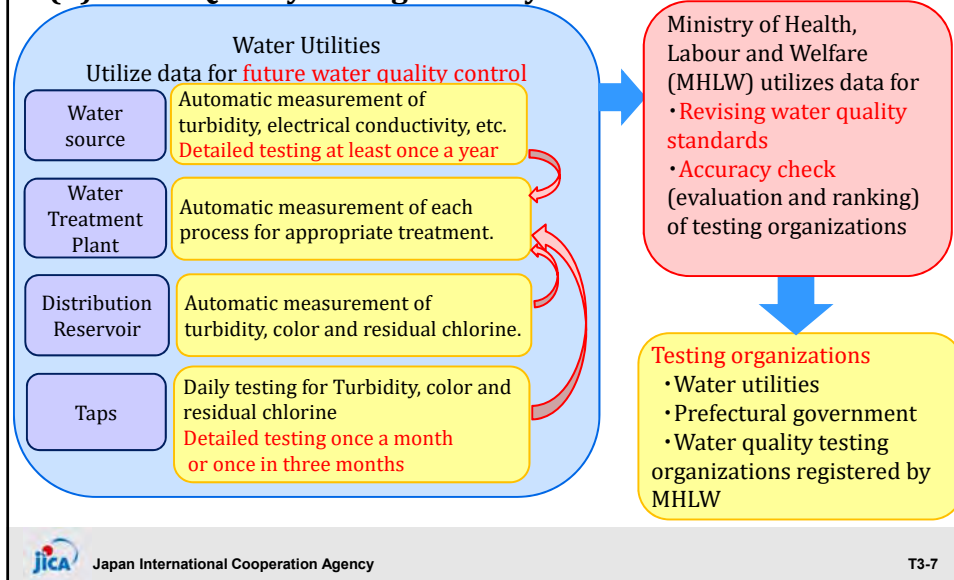 Water Utilities
Utilize data for future water quality control
Water
source
Automatic measurement of
turbidity, electrical conductivity, etc.
Detailed testing at least once a year
Water
Treatment
Plant
Automatic measurement of each
process for appropriate treatment.
Distribution
Reservoir
Automatic measurement of
turbidity, color and residual chlorine.
Taps
Daily testing for Turbidity, color and
residual chlorine
Detailed testing once a month
or once in three months
Ministry of Health,
Labour and Welfare
(MHLW) utilizes data for
・Revising water quality
standards
・Accuracy check
(evaluation and ranking)
of testing organizations
Testing organizations
・Water utilities
・Prefectural government
・Water quality testing
organizations registered by
MHLW
jICA Japan International Cooperation Agency
T3-7